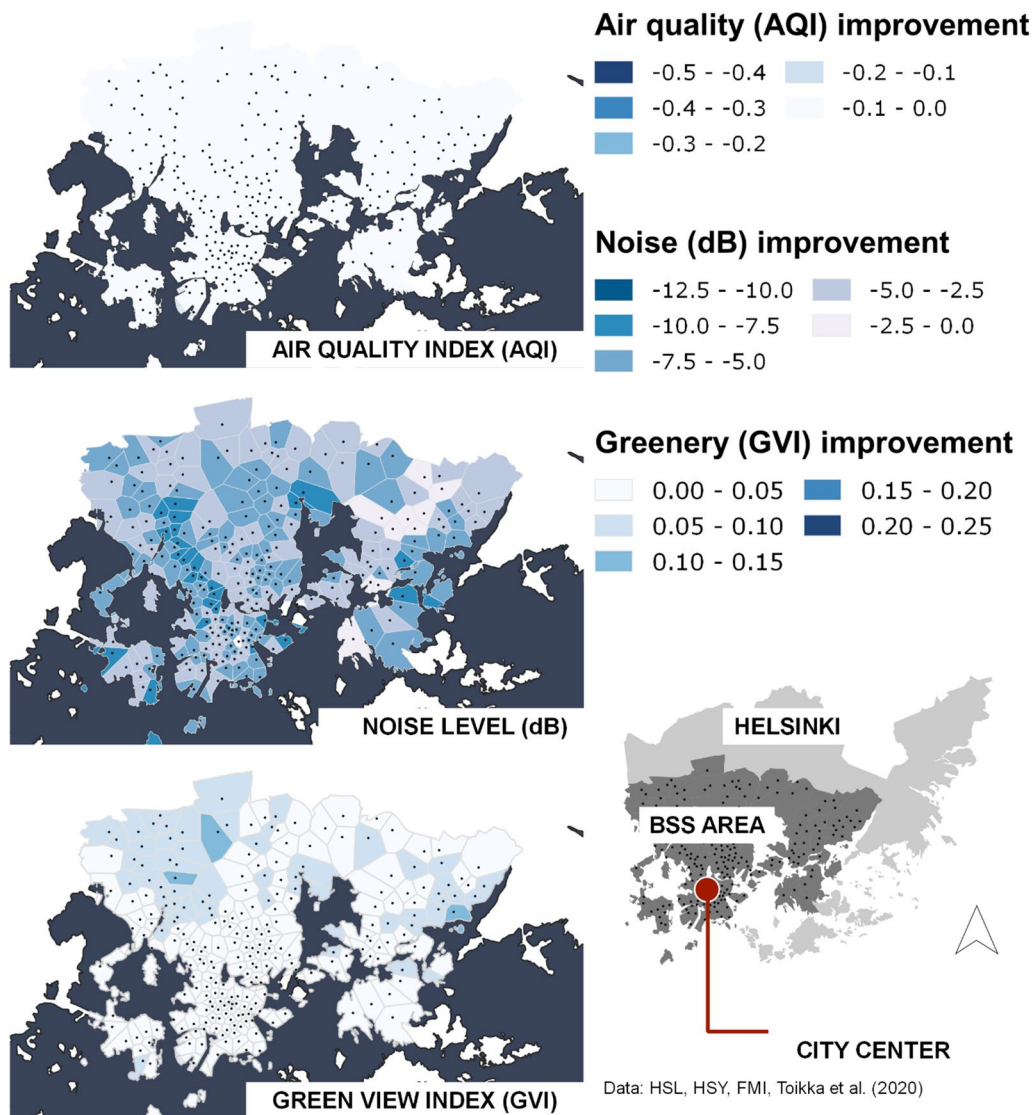 Air quality (AQI) improvement
-0.5 - -0.4
-0.2 - -0.1
-0.4 - -0.3
-0.1 - 0.0
-0.3 - -0.2
AIR QUALITY INDEX (AQI)
Noise (dB) improvement
-12.5 - -10.0
-5.0 - -2.5
-10.0 - -7.5
-2.5 - 0.0
-7.5 - -5.0
NOISE LEVEL (dB)
Greenery (GVI) improvement
0.00 - 0.05
0.15 - 0.20
0.05 - 0.10
0.20 - 0.25
0.10 - 0.15
GREEN VIEW INDEX (GVI)
HELSINKI
BSS AREA
CITY CENTER
Data: HSL, HSY, FMI, Toikka et al. (2020)